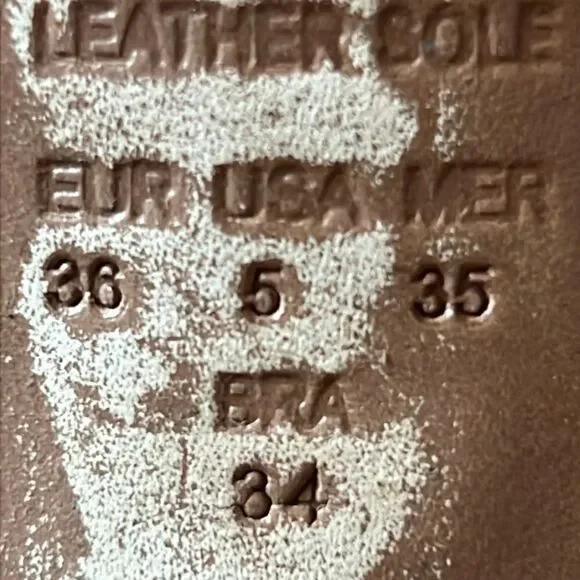 LEATHER SOLE
EUR USA MER
36 5 35
BRA
34